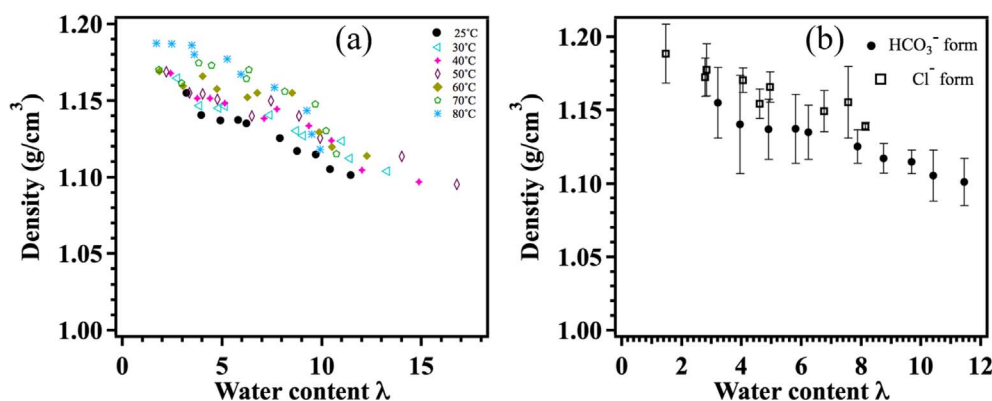 (a)
25°C
30°C
40°C
50°C
60°C
70°C
80°C
1.20
1.15
1.10
1.05
1.00
Density (g/cm³)
0 5 10 15
Water content λ
(b)
HCO₃⁻ form
Cl⁻ form
1.20
1.15
1.10
1.05
1.00
Denstiy (g/cm³)
0 2 4 6 8 10 12
Water content λ